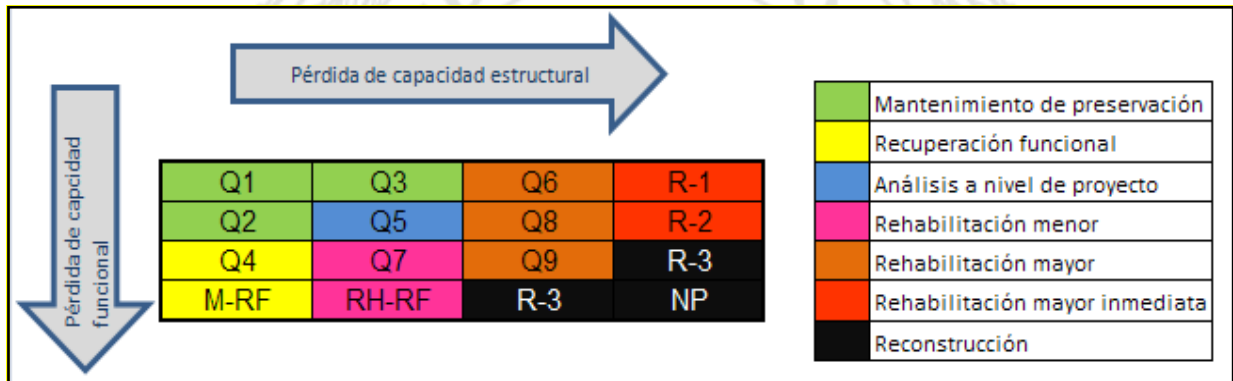 Pérdida de capacidad estructural
Pérdida de capcidad
funcional
Q1 Q3 Q6 R-1
Q2 Q5 Q8 R-2
Q4 Q7 Q9 R-3
M-RF RH-RF R-3 NP
Mantenimiento de preservación
Recuperación funcional
Análisis a nivel de proyecto
Rehabilitación menor
Rehabilitación mayor
Rehabilitación mayor inmediata
Reconstrucción